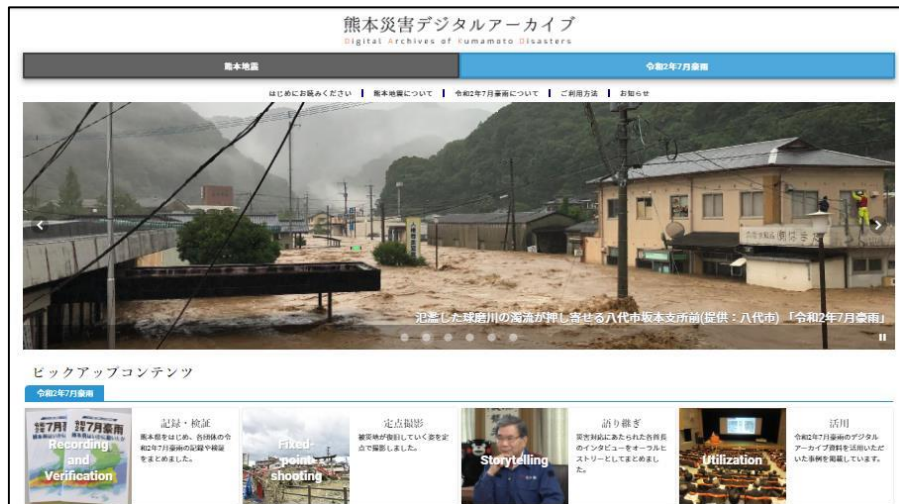 熊本災害デジタルアーカイブ
Digital Archives of Kumamoto Disasters
熊本地震
令和2年7月豪雨
はじめにお読みください
熊本地震について
令和2年7月豪雨について
ご利用方法
お知らせ
氾濫した球磨川の濁流が押し寄せる八代市坂本支所前(提供：八代市) 「令和2年7月豪雨」
ピックアップコンテンツ
令和2年7月豪雨
令和2年7月豪雨
Recording
and
Verification
記録・検証
熊本県をはじめ、各団体の令
和2年7月豪雨の記録や検証
をまとめました。
Fixed-
point
shooting
定点撮影
被災地が復旧していく姿を定
点で撮影しました。
Storytelling
語り継ぎ
災害対応にあたられた各首長
のインタビューをオーラルヒ
ストリーとしてまとめまし
た。
Utilization
活用
令和2年7月豪雨のデジタル
アーカイブ資料を活用いただ
いた事例を掲載しています。